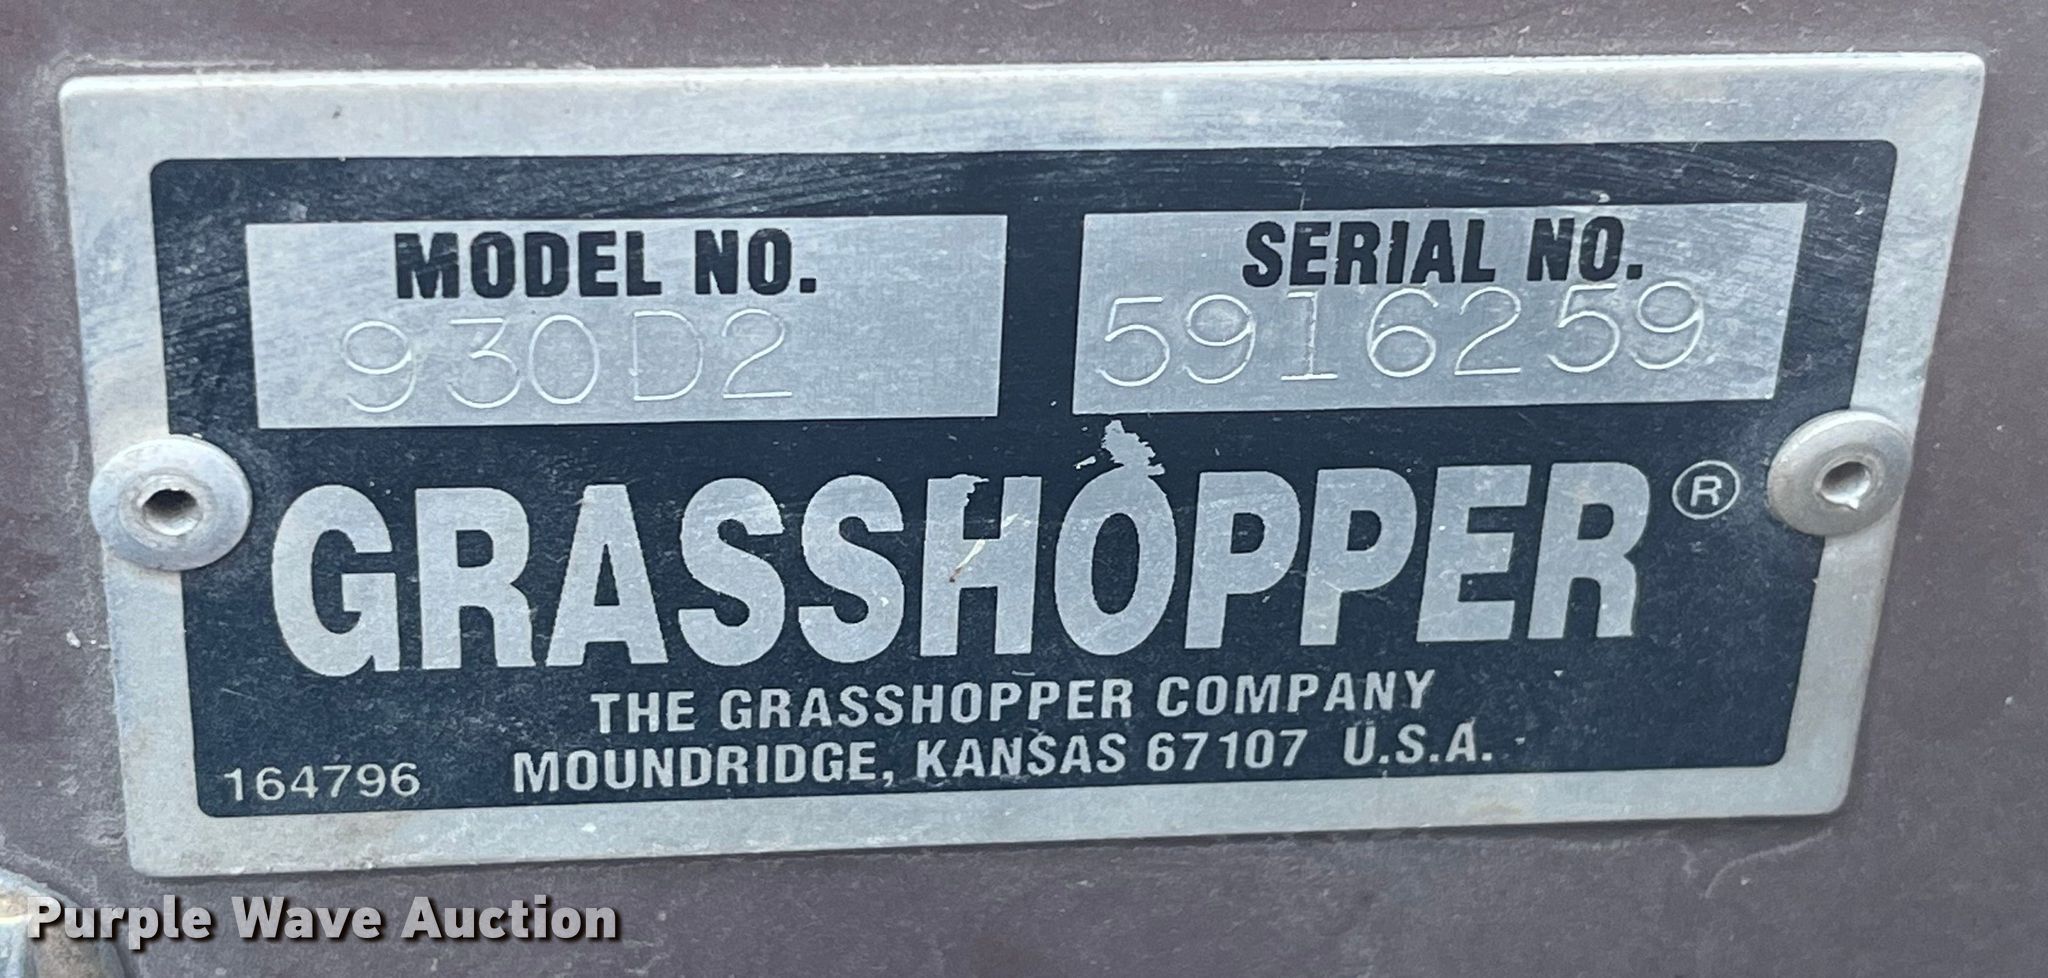 MODEL NO.
930D2
SERIAL NO.
5916259
GRASSHOPPER®
THE GRASSHOPPER COMPANY
MOUNDRIDGE, KANSAS 67107 U.S.A.
164796
Purple Wave Auction